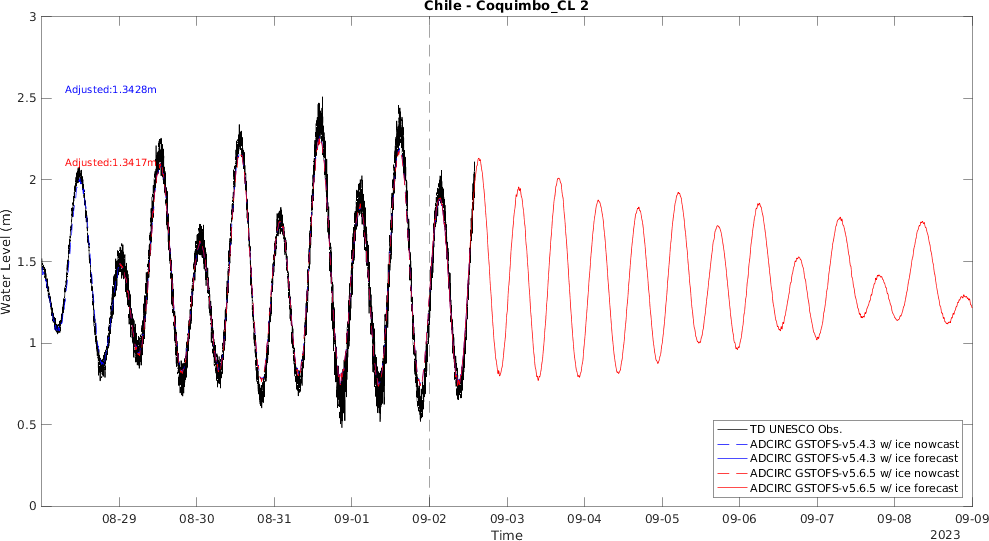 Chile - Coquimbo_CL 2
3
2.5
2
1.5
1
0.5
0
Water Level (m)
Adjusted:1.3428m
Adjusted:1.3417m
TD UNESCO Obs.
ADCIRC GSTOFS-v5.4.3 w/ ice nowcast
ADCIRC GSTOFS-v5.4.3 w/ ice forecast
ADCIRC GSTOFS-v5.6.5 w/ ice nowcast
ADCIRC GSTOFS-v5.6.5 w/ ice forecast
08-29 08-30 08-31 09-01 09-02 09-03 09-04 09-05 09-06 09-07 09-08 09-09
Time
2023